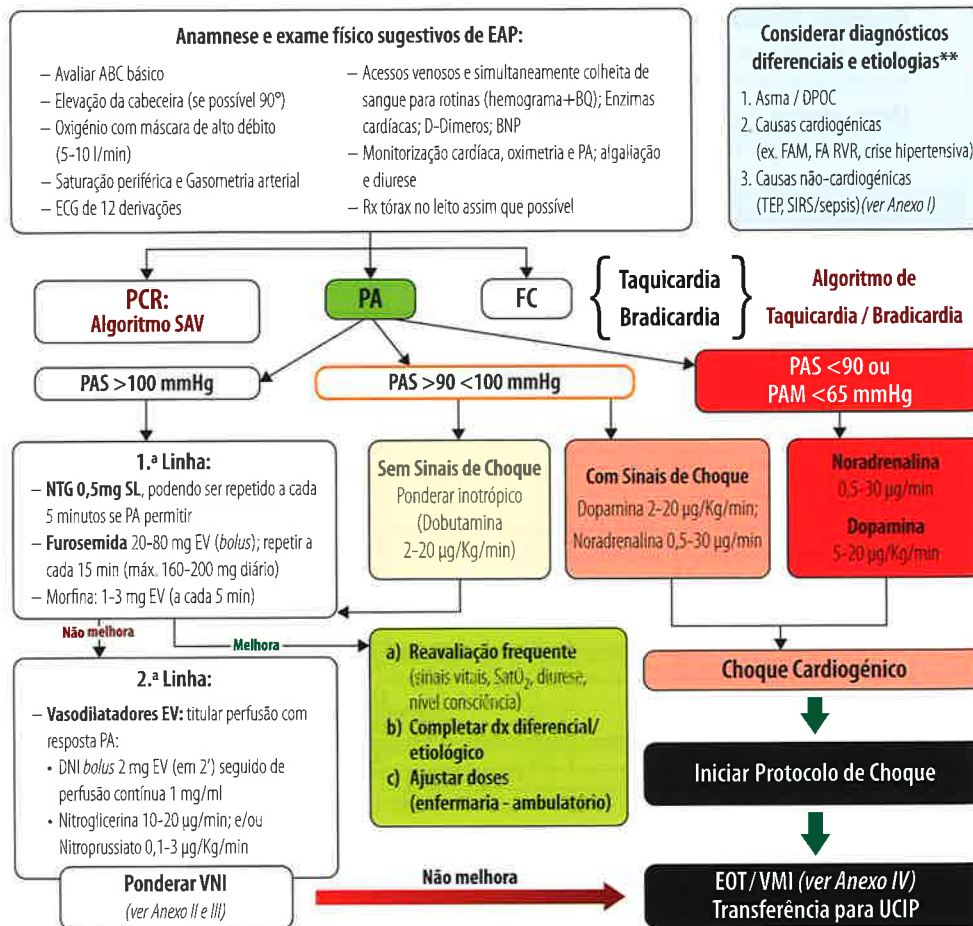 Anamnese e exame físico sugestivos de EAP:
– Avaliar ABC básico
– Elevação da cabeceira (se possível 90°)
– Oxigénio com máscara de alto débito
(5-10 l/min)
– Saturação periférica e Gasometria arterial
– ECG de 12 derivações
– Acessos venosos e simultaneamente colheita de
sangue para rotinas (hemograma+BQ); Enzimas
cardíacas; D-Dimeros; BNP
– Monitorização cardíaca, oximetria e PA; algaliação
e diurese
– Rx tórax no leito assim que possível
Considerar diagnósticos
diferenciais e etiologias**
1. Asma / DPOC
2. Causas cardiogénicas
(ex. FAM, FA RVR, crise hipertensiva)
3. Causas não-cardiogénicas
(TEP, SIRS/sepsis) (ver Anexo I)
PCR:
Algoritmo SAV
PA
FC
Taquicardia
Bradicardia
Algoritmo de
Taquicardia / Bradicardia
PAS >100 mmHg
PAS >90 <100 mmHg
PAS <90 ou
PAM <65 mmHg
1.ª Linha:
– NTG 0,5mg SL, podendo ser repetido a cada
5 minutos se PA permitir
– Furosemida 20-80 mg EV (bolus); repetir a
cada 15 min (máx. 160-200 mg diário)
– Morfina: 1-3 mg EV (a cada 5 min)
Sem Sinais de Choque
Ponderar inotrópico
(Dobutamina
2-20 µg/Kg/min)
Com Sinais de Choque
Dopamina 2-20 µg/Kg/min;
Noradrenalina 0,5-30 µg/min
Noradrenalina
0,5-30 µg/min
Dopamina
5-20 µg/Kg/min
Não melhora
Melhora
2.ª Linha:
– Vasodilatadores EV: titular perfusão com
resposta PA:
• DNI bolus 2 mg EV (em 2') seguido de
perfusão contínua 1 mg/ml
• Nitroglicerina 10-20 µg/min; e/ou
Nitroprussiato 0,1-3 µg/Kg/min
a) Reavaliação frequente
(sinais vitais, SatO₂, diurese,
nível consciência)
b) Completar dx diferencial/
etiológico
c) Ajustar doses
(enfermaria - ambulatório)
Choque Cardiogénico
Iniciar Protocolo de Choque
Ponderar VNI
(ver Anexo II e III)
Não melhora
EOT / VMI (ver Anexo IV)
Transferência para UCIP